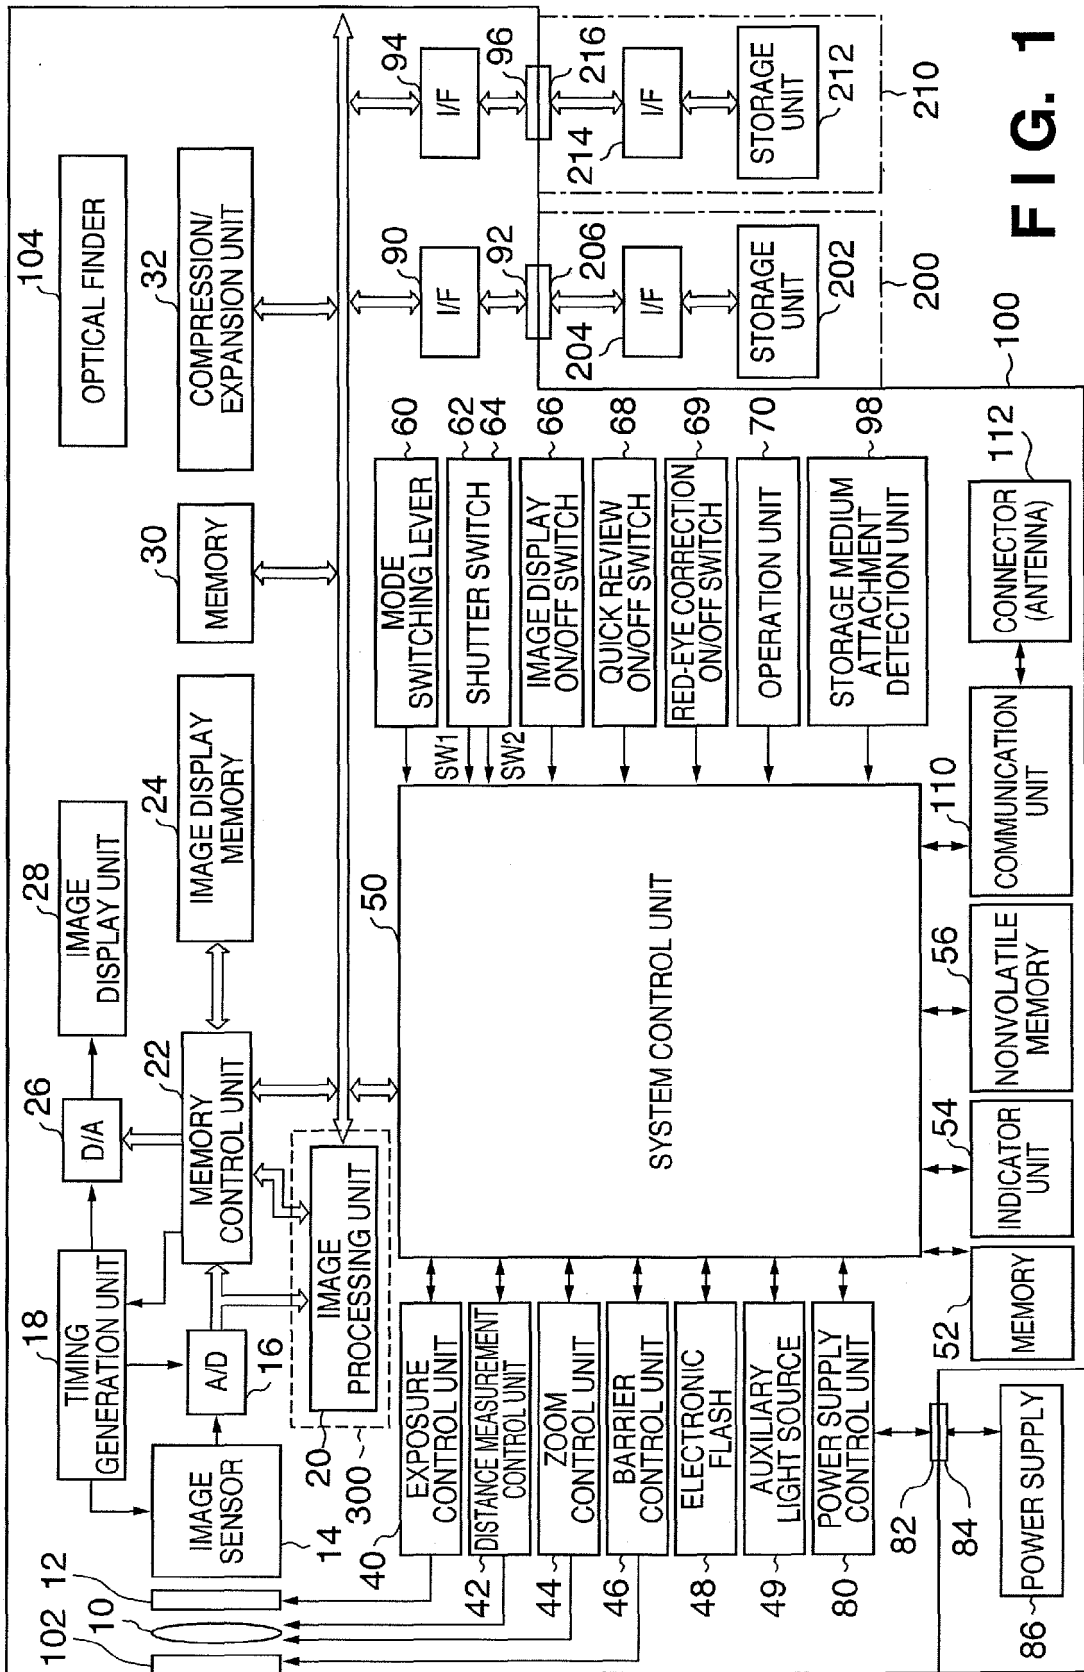 102
10
12
14
IMAGE
SENSOR
18
TIMING
GENERATION UNIT
A/D
16
26
D/A
28
IMAGE
DISPLAY UNIT
22
MEMORY
CONTROL UNIT
24
IMAGE DISPLAY
MEMORY
30
MEMORY
104
OPTICAL FINDER
32
COMPRESSION/
EXPANSION UNIT
20
300
IMAGE
PROCESSING UNIT
40
EXPOSURE
CONTROL UNIT
42
DISTANCE MEASUREMENT
CONTROL UNIT
44
ZOOM
CONTROL UNIT
46
BARRIER
CONTROL UNIT
48
ELECTRONIC
FLASH
49
AUXILIARY
LIGHT SOURCE
80
POWER SUPPLY
CONTROL UNIT
50
SYSTEM CONTROL UNIT
MODE
SWITCHING LEVER
60
SW1
SW2
SHUTTER SWITCH
62
64
IMAGE DISPLAY
ON/OFF SWITCH
66
QUICK REVIEW
ON/OFF SWITCH
68
RED-EYE CORRECTION
ON/OFF SWITCH
69
OPERATION UNIT
70
STORAGE MEDIUM
ATTACHMENT
DETECTION UNIT
98
90
I/F
92
206
204
I/F
STORAGE
UNIT
202
200
94
I/F
96
216
214
I/F
STORAGE
UNIT
212
210
82
84
86
POWER SUPPLY
52
MEMORY
54
INDICATOR
UNIT
56
NONVOLATILE
MEMORY
110
COMMUNICATION
UNIT
112
CONNECTOR
(ANTENNA)
100
FIG. 1